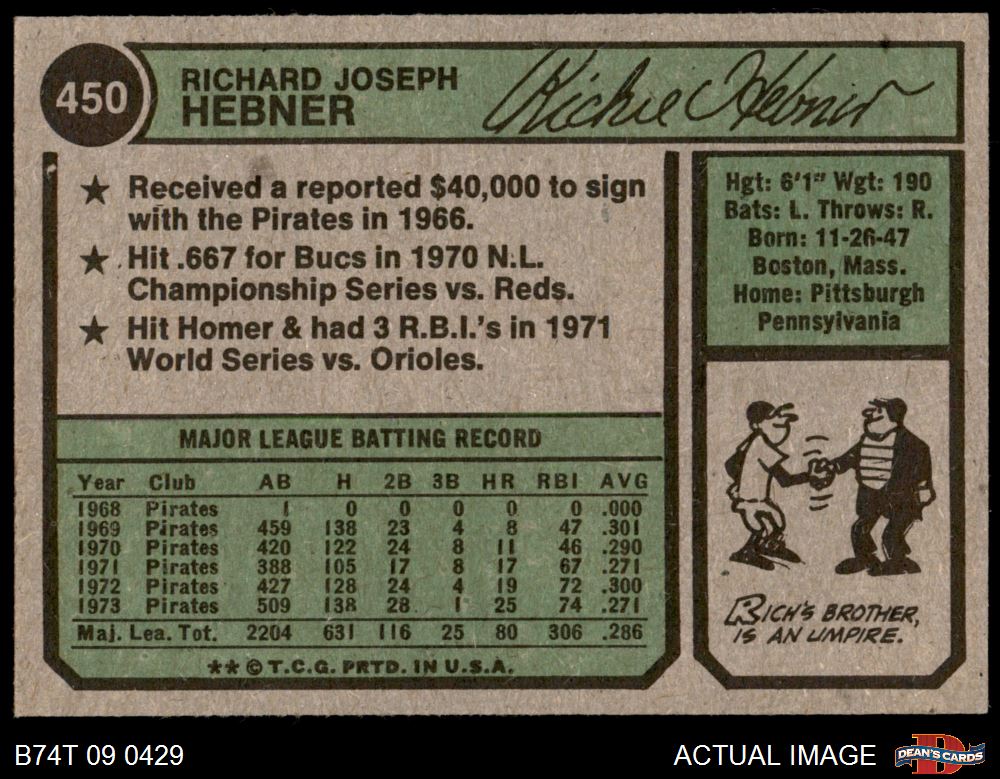 450
RICHARD JOSEPH
HEBNER
Richie Hebner
★ Received a reported $40,000 to sign
with the Pirates in 1966.
★ Hit .667 for Bucs in 1970 N.L.
Championship Series vs. Reds.
★ Hit Homer & had 3 R.B.I.'s in 1971
World Series vs. Orioles.
Hgt: 6'1" Wgt: 190
Bats: L. Throws: R.
Born: 11-26-47
Boston, Mass.
Home: Pittsburgh
Pennsylvania
MAJOR LEAGUE BATTING RECORD
Year Club AB H 2B 3B HR RBI AVG
1968 Pirates 1 0 0 0 0 0 .000
1969 Pirates 459 138 23 4 8 47 .301
1970 Pirates 420 122 24 8 11 46 .290
1971 Pirates 388 105 17 8 17 67 .271
1972 Pirates 427 128 24 4 19 72 .300
1973 Pirates 509 138 28 1 25 74 .271
Maj. Lea. Tot. 2204 631 116 25 80 306 .286
** © T.C.G. PRTD. IN U.S.A.
RICH'S BROTHER,
IS AN UMPIRE.
B74T 09 0429
ACTUAL IMAGE
D
DEAN'S CARDS